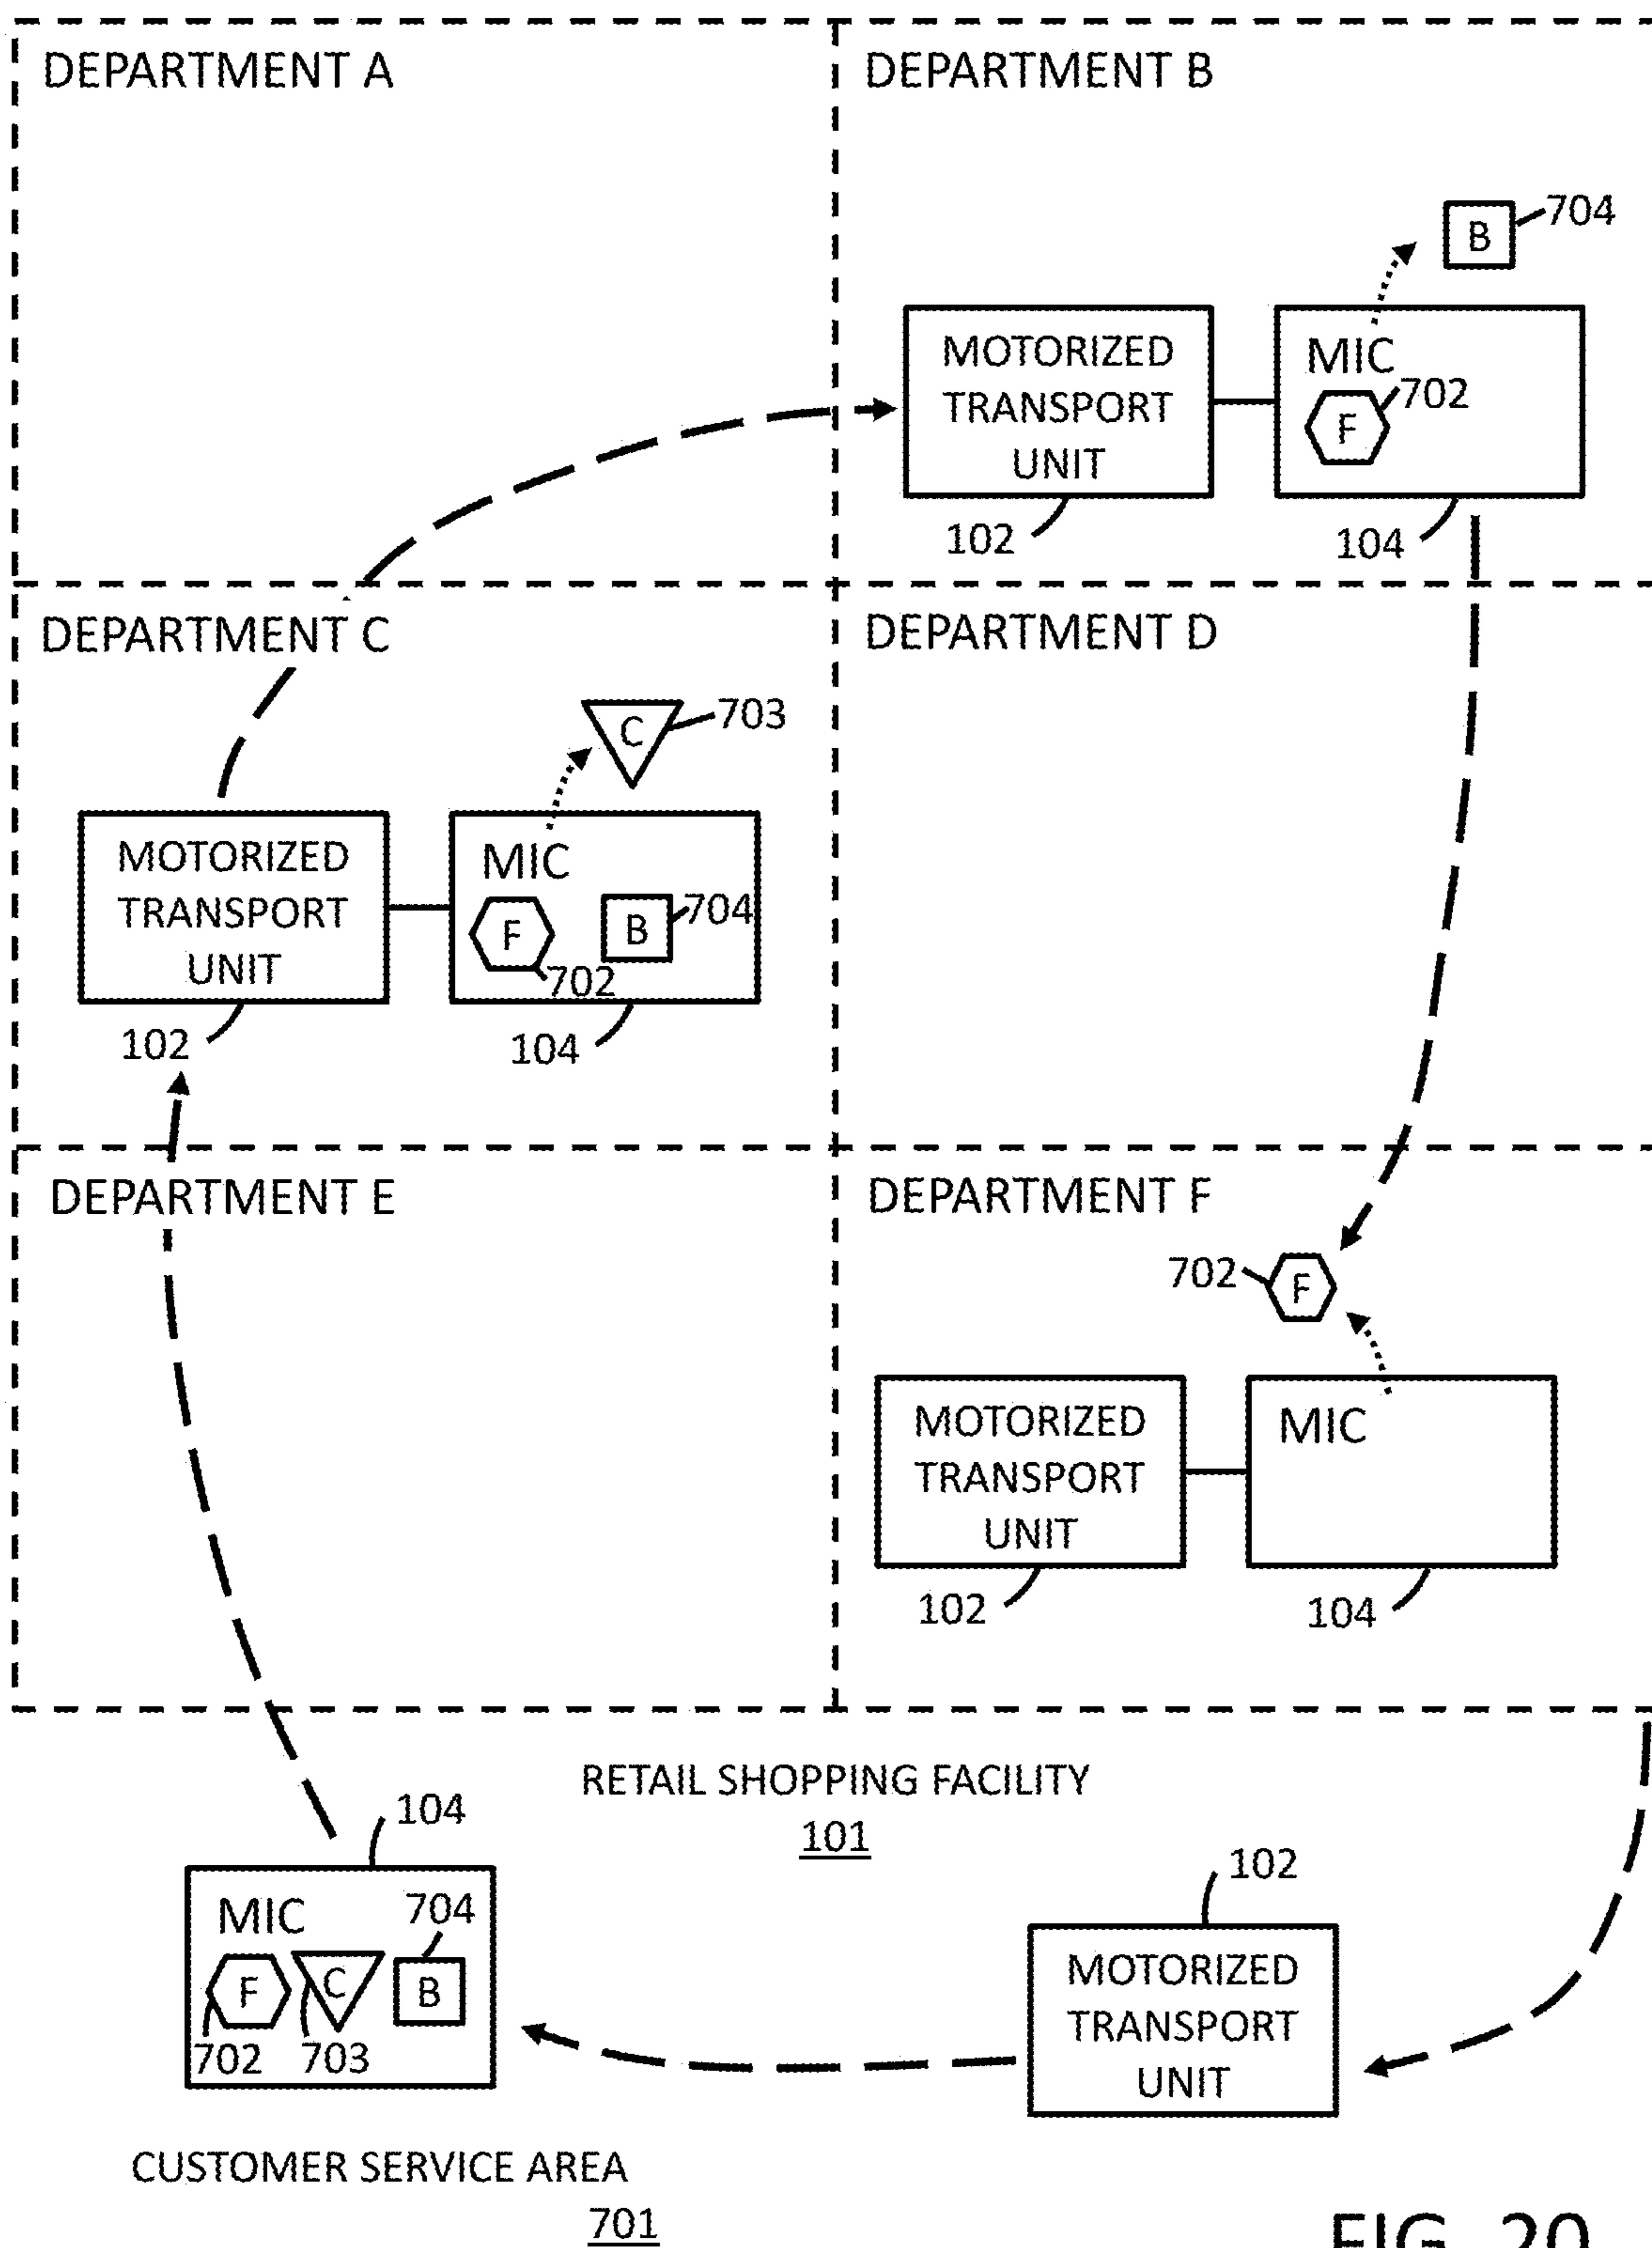 DEPARTMENT A
DEPARTMENT B
B
704
MOTORIZED
TRANSPORT
UNIT
MIC
702
F
102
104
DEPARTMENT C
DEPARTMENT D
C
703
MOTORIZED
TRANSPORT
UNIT
MIC
F
B
704
702
102
104
DEPARTMENT E
DEPARTMENT F
702
F
MOTORIZED
TRANSPORT
UNIT
MIC
102
104
RETAIL SHOPPING FACILITY
101
104
MIC
704
F
C
B
702
703
102
MOTORIZED
TRANSPORT
UNIT
CUSTOMER SERVICE AREA
701
FIG. 20